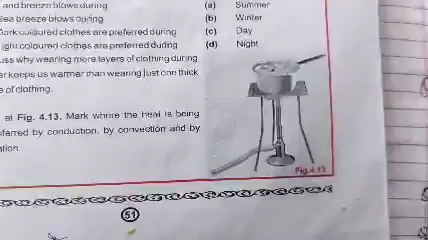 and breeze blows during (a) Summer
Sea breeze blows during (b) Winter
Dark coloured clothes are preferred during (c) Day
ight coloured clothes are preferred during (d) Night
uss why wearing more layers of clothing during
er keeps us warmer than wearing just one thick
e of clothing.
at Fig. 4.13. Mark where the heat is being
sferred by conduction, by convection and by
ation.
Fig.4.13
51